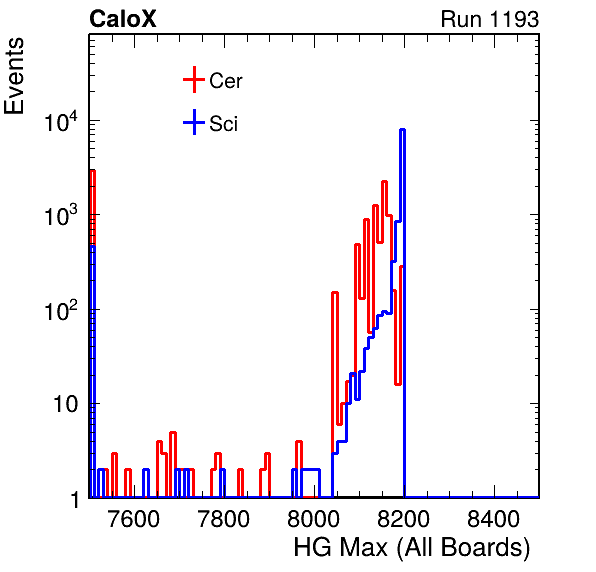 CaloX Run 1193
Events
Cer
Sci
10⁴
10³
10²
10
1
7600 7800 8000 8200 8400
HG Max (All Boards)